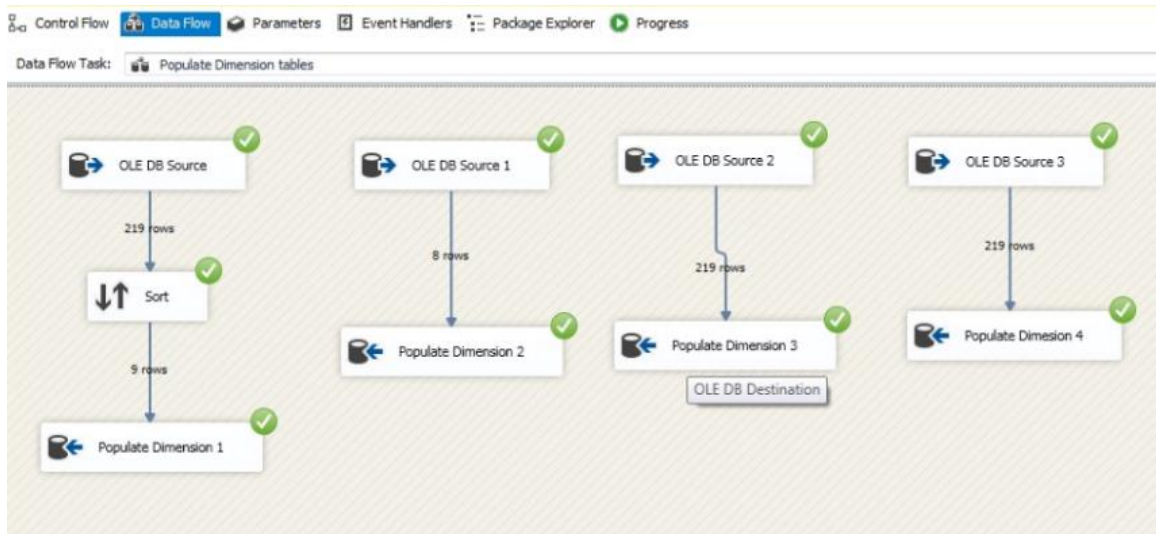 Control Flow Data Flow Parameters Event Handlers Package Explorer Progress
Data Flow Task: Populate Dimension tables
OLE DB Source
OLE DB Source 1
OLE DB Source 2
OLE DB Source 3
219 rows
8 rows
219 rows
219 rows
Sort
Populate Dimension 2
Populate Dimension 3
Populate Dimesion 4
9 rows
OLE DB Destination
Populate Dimension 1